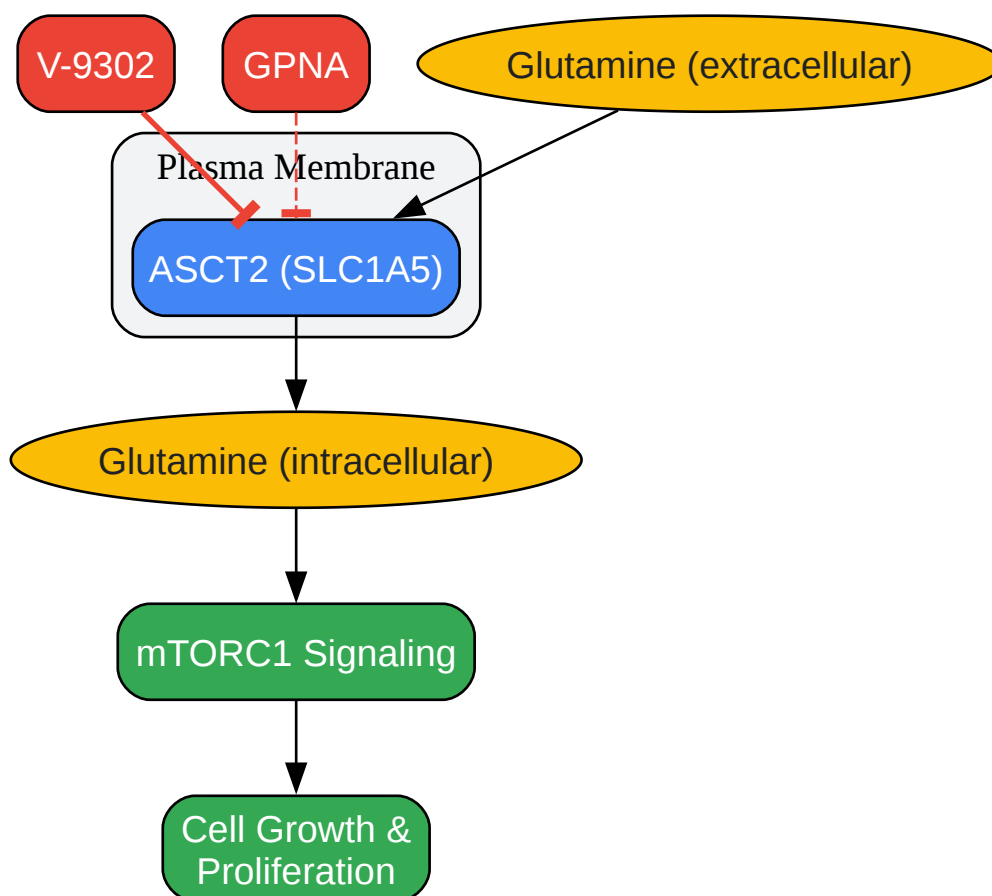 V-9302
GPNA
Glutamine (extracellular)
Plasma Membrane
ASCT2 (SLC1A5)
Glutamine (intracellular)
mTORC1 Signaling
Cell Growth &
Proliferation